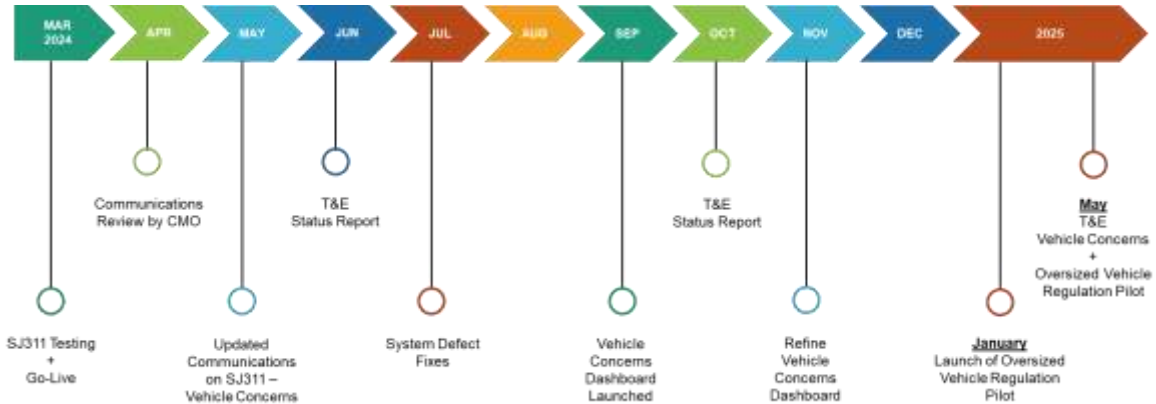 MAR
2024
APR
MAY
JUN
JUL
AUG
SEP
OCT
NOV
DEC
2025
Communications
Review by CMO
T&E
Status Report
T&E
Status Report
May
T&E
Vehicle Concerns
+
Oversized Vehicle
Regulation Pilot
SJ311 Testing
+
Go-Live
Updated
Communications
on SJ311 –
Vehicle Concerns
System Defect
Fixes
Vehicle
Concerns
Dashboard
Launched
Refine
Vehicle
Concerns
Dashboard
January
Launch of Oversized
Vehicle Regulation
Pilot